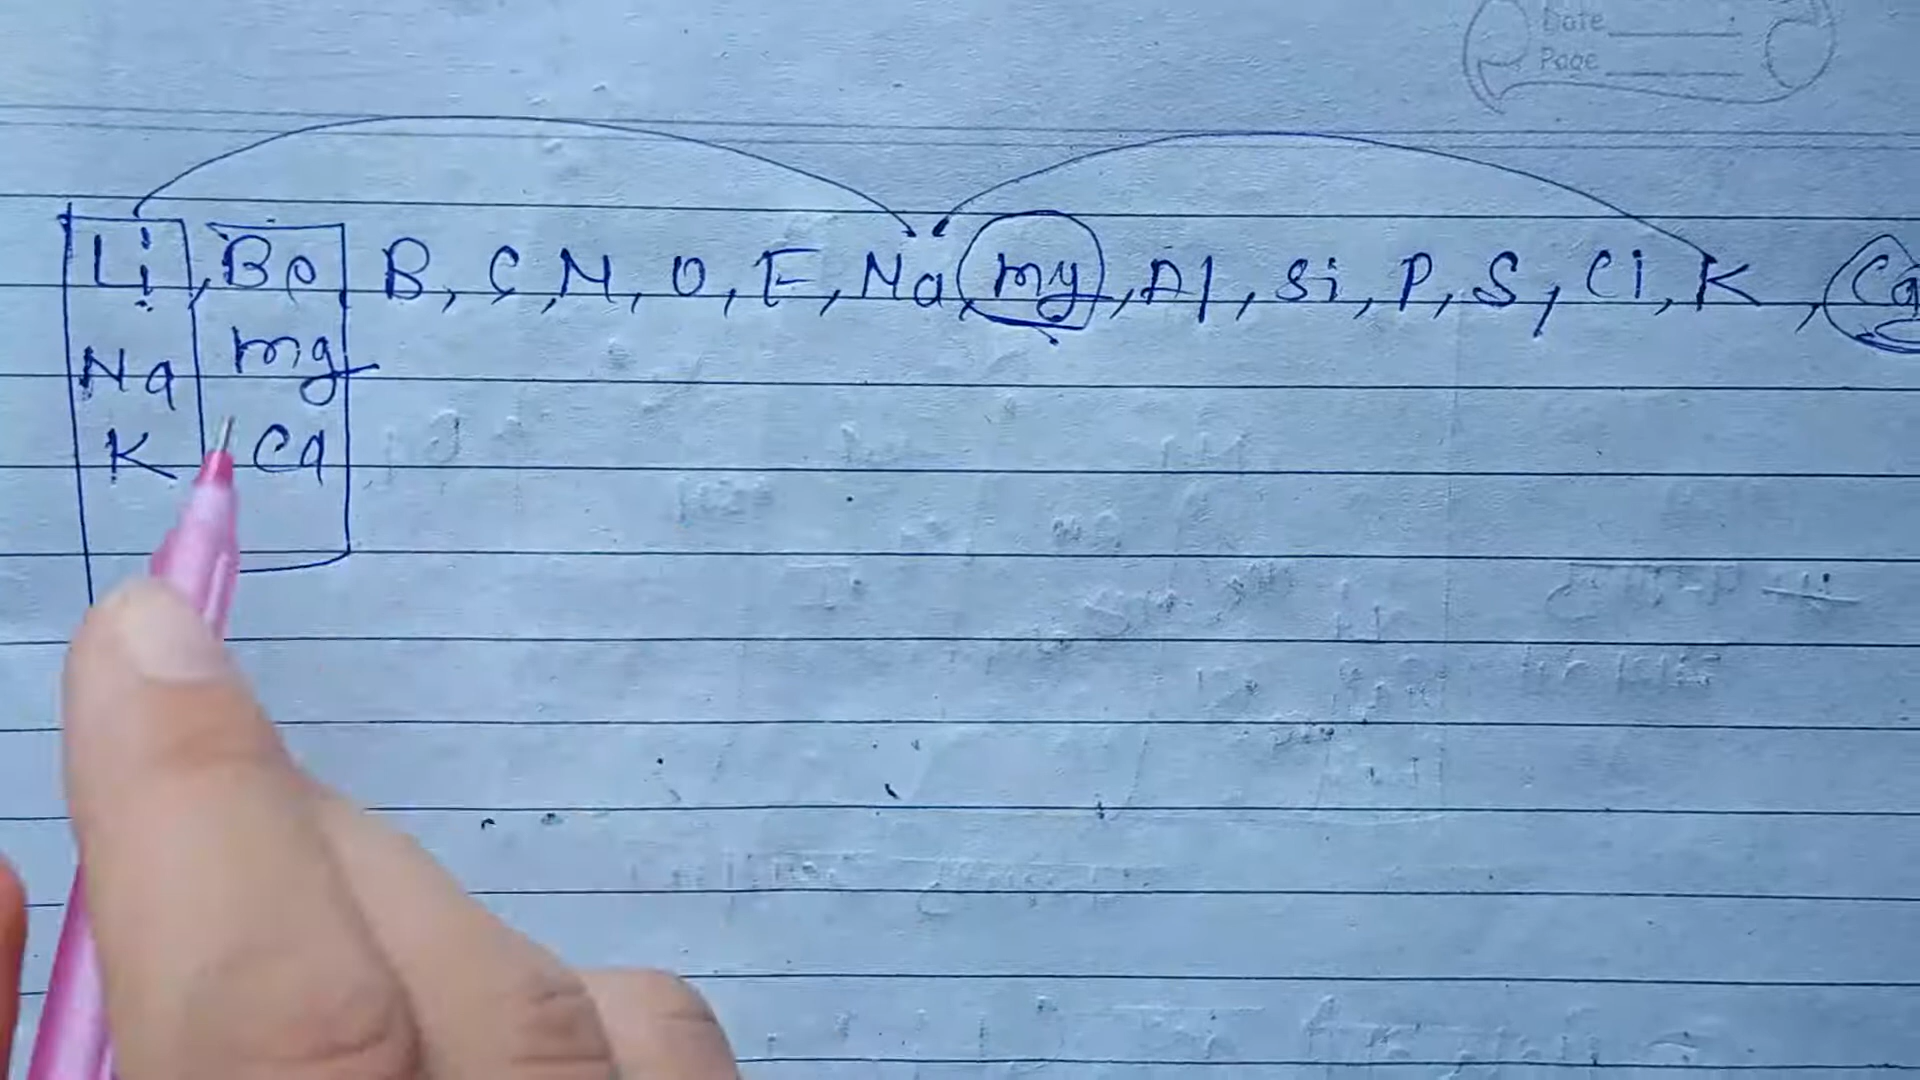 Date
Page
Li, Be B, C, N, O, F, Na, mg, Al, Si, P, S, Cl, K, Ca
Na mg
K Ca